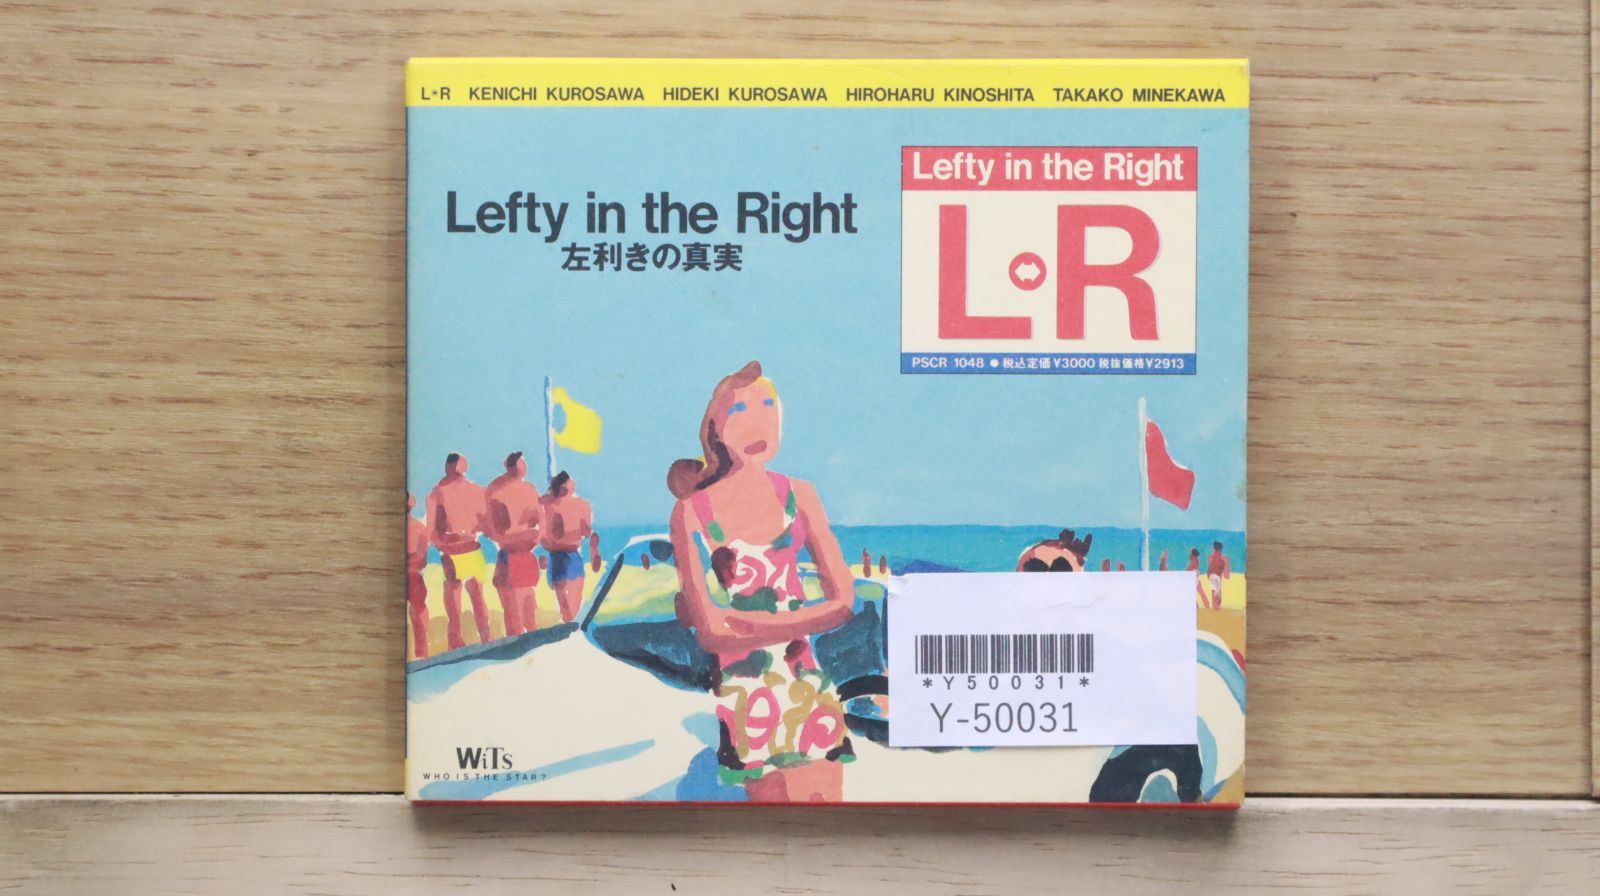 L•R KENICHI KUROSAWA HIDEKI KUROSAWA HIROHARU KINOSHITA TAKAKO MINEKAWA
Lefty in the Right
左利きの真実
Lefty in the Right
L↔R
PSCR 1048 ● 税込定価¥3000 税抜価格¥2913
*Y50031*
Y-50031
WiTS
WHO IS THE STAR?